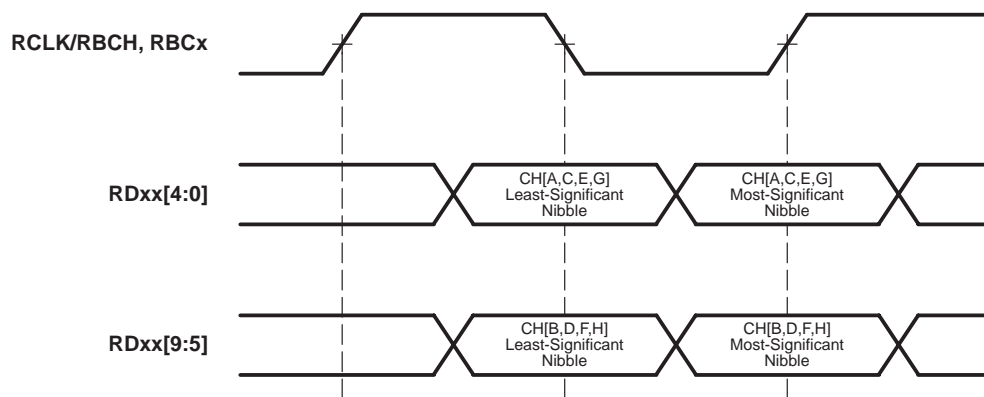 RCLK/RBCH, RBCx
RDxx[4:0]
CH[A,C,E,G]
Least-Significant
Nibble
CH[A,C,E,G]
Most-Significant
Nibble
RDxx[9:5]
CH[B,D,F,H]
Least-Significant
Nibble
CH[B,D,F,H]
Most-Significant
Nibble